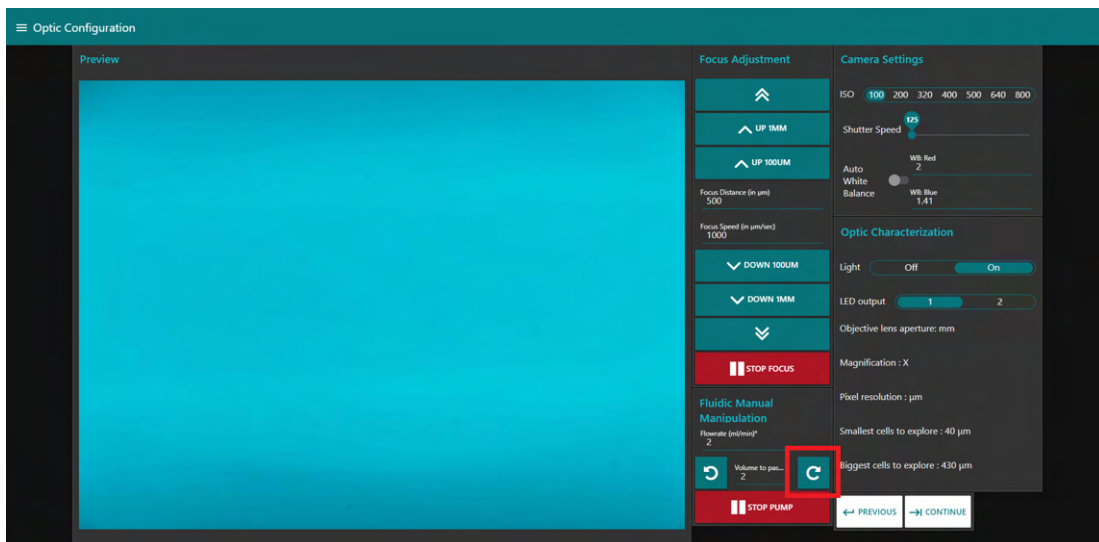 Optic Configuration
Preview
Focus Adjustment
UP 1MM
UP 100UM
Focus Distance (in μm)
500
Focus Speed (in μm/sec)
1000
DOWN 100UM
DOWN 1MM
STOP FOCUS
Fluidic Manual
Manipulation
Flowrate (ml/min)*
2
Volume to pas...
2
STOP PUMP
Camera Settings
ISO 100 200 320 400 500 640 800
125
Shutter Speed
Auto
White
Balance
WB: Red
2
WB: Blue
1.41
Optic Characterization
Light Off On
LED output 1 2
Objective lens aperture: mm
Magnification : X
Pixel resolution : μm
Smallest cells to explore : 40 μm
Biggest cells to explore : 430 μm
PREVIOUS CONTINUE